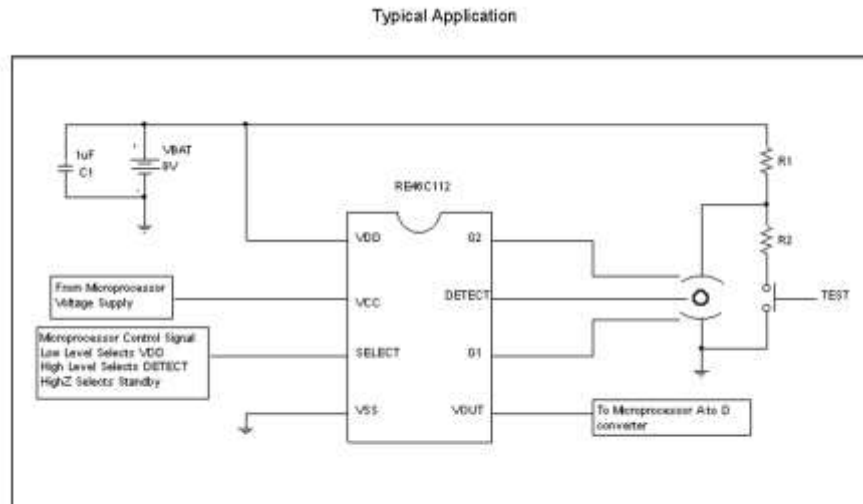 Typical Application
1uF
C1
VBAT
9V
R1
R2
TEST
RE46C112
VDD
G2
VCC
DETECT
SELECT
G1
VSS
VOUT
From Microprocessor
Voltage Supply
Microprocessor Control Signal
Low Level Selects VDD
High Level Selects DETECT
HighZ Selects Standby
To Microprocessor A to D
converter